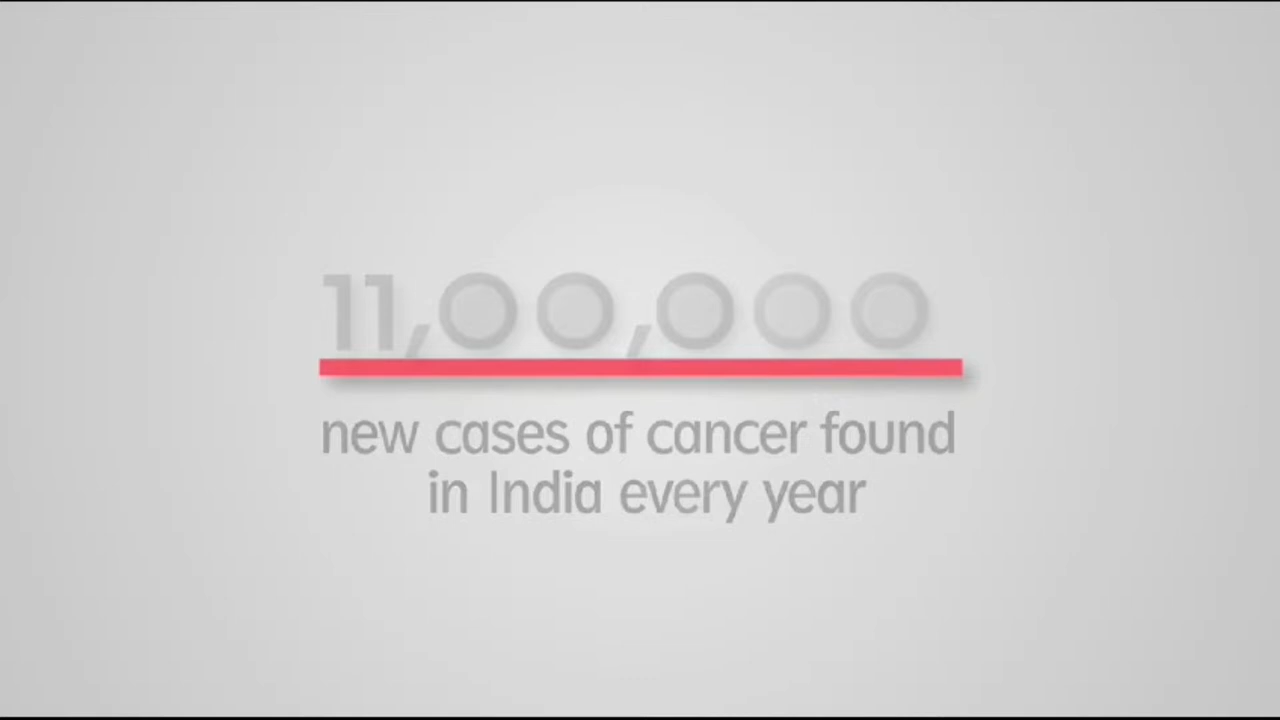 11,00,000
new cases of cancer found
in India every year